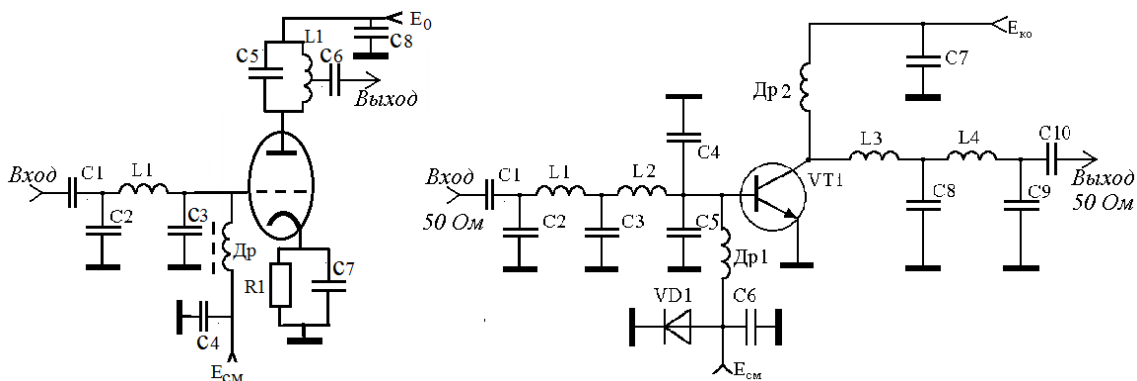 E0
L1
C8
C5
C6
Выход
Вход
C1
L1
C2
C3
Др
C7
R1
C4
EСМ
Eко
C7
Др 2
C4
C10
Вход
C1
L1
L2
VT1
L3
L4
Выход
50 Ом
C2
C3
C5
C8
C9
50 Ом
Др 1
VD1
C6
Eсм